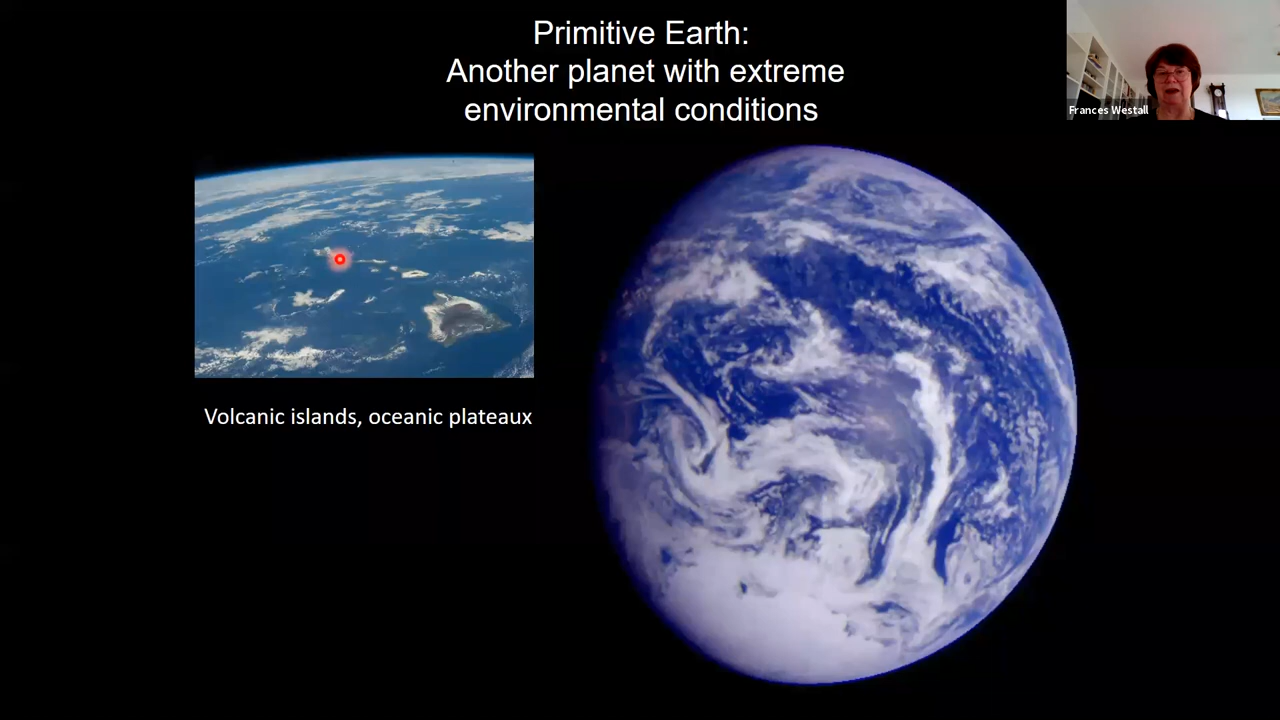 Primitive Earth:
Another planet with extreme
environmental conditions
Frances Westall
Volcanic islands, oceanic plateaux